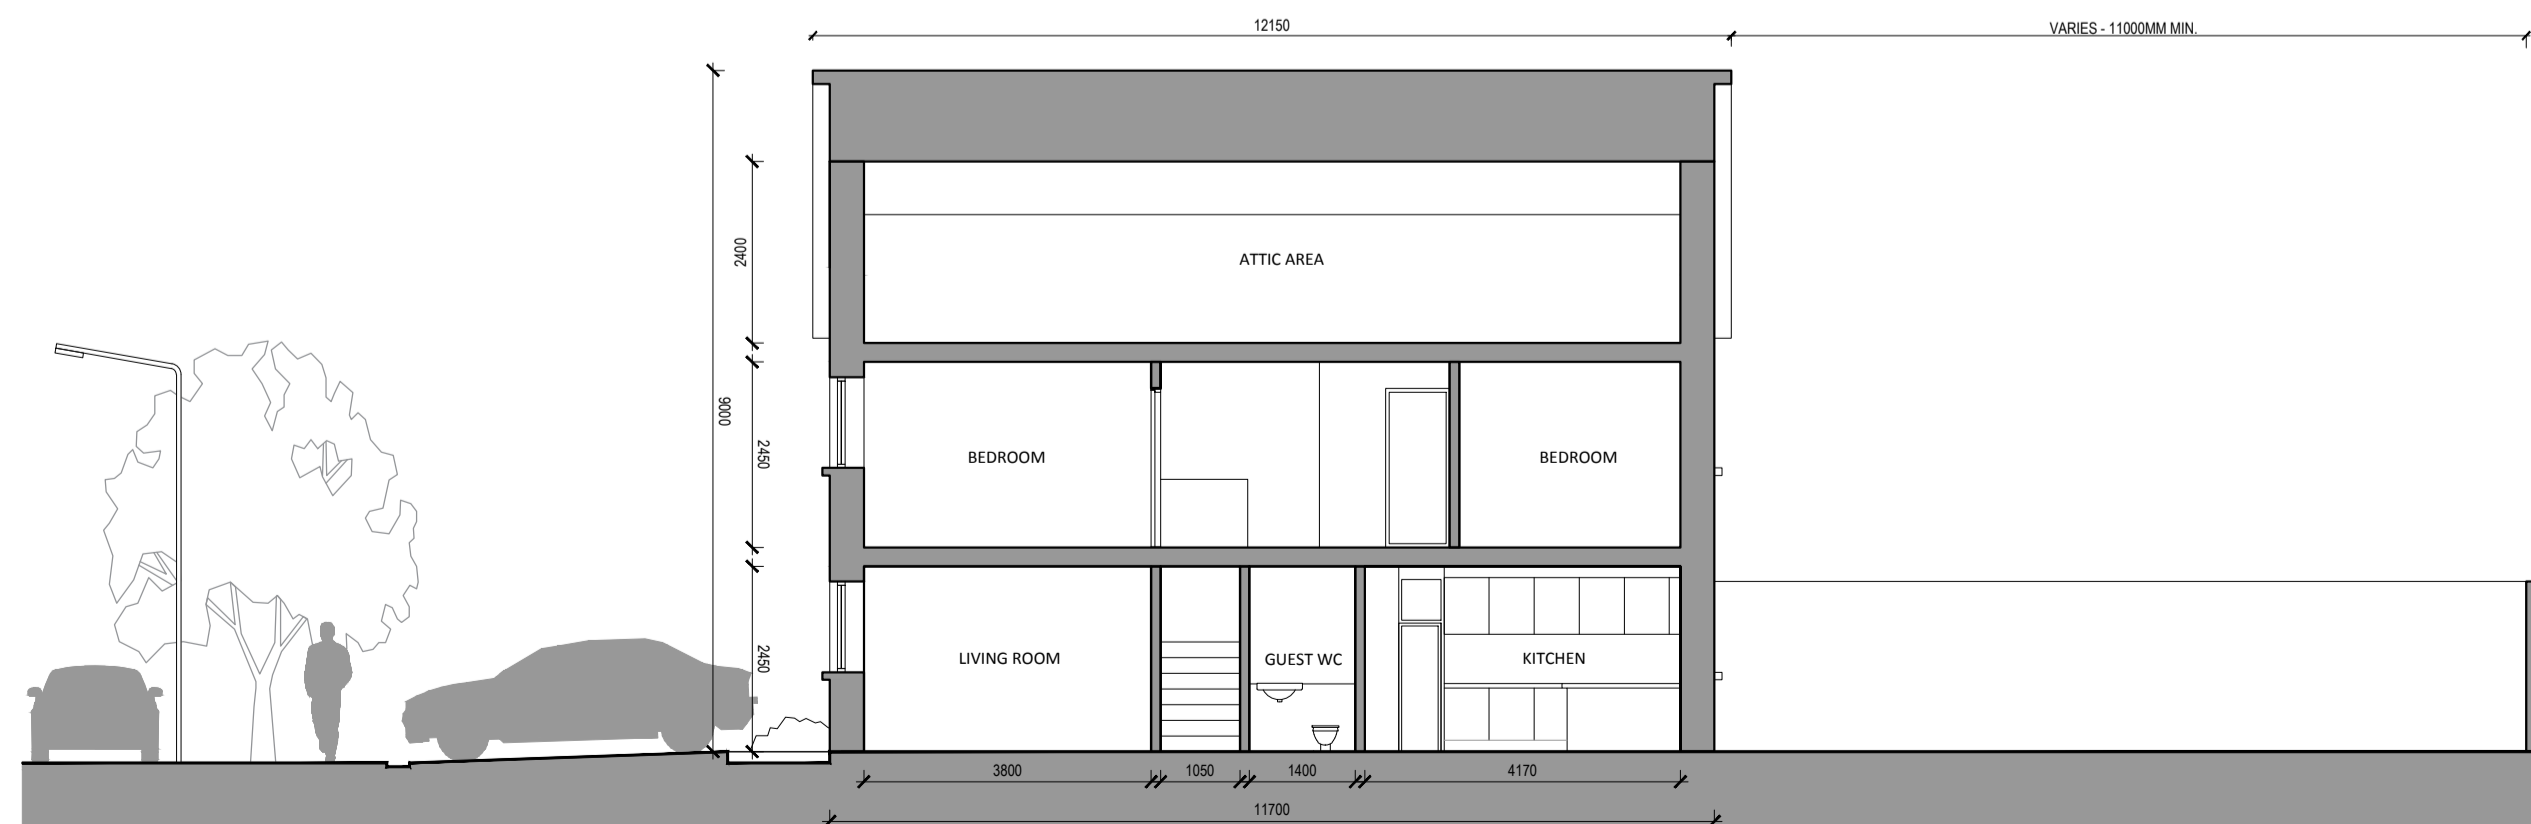 12150
VARIES - 11000MM MIN.
2400
ATTIC AREA
9000
2450
BEDROOM
BEDROOM
2450
LIVING ROOM
GUEST WC
KITCHEN
3800
1050
1400
4170
11700